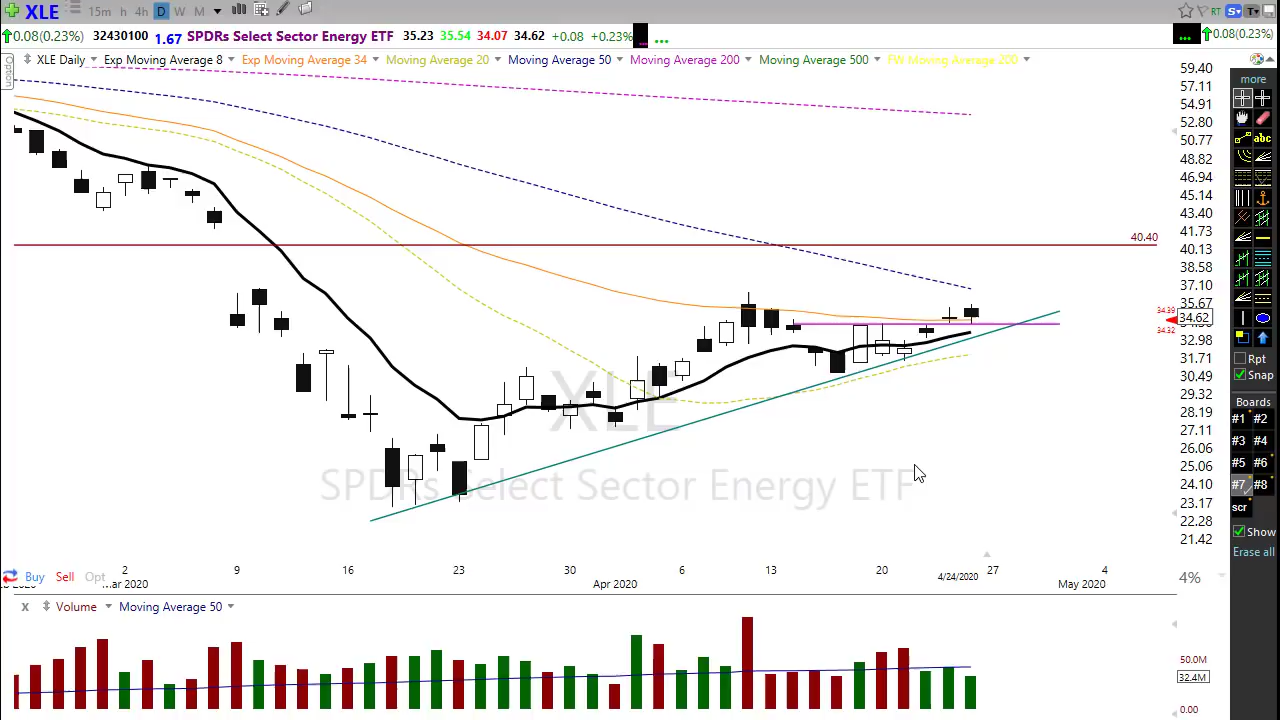 XLE 15m h 4h D W M RT S T
0.08(0.23%) 32430100 1.67 SPDRs Select Sector Energy ETF 35.23 35.54 34.07 34.62 +0.08 +0.23% ... ... 0.08(0.23%)
Option
XLE Daily Exp Moving Average 8 Exp Moving Average 34 Moving Average 20 Moving Average 50 Moving Average 200 Moving Average 500 FW Moving Average 200
59.40
57.11
54.91
52.80
50.77
48.82
46.94
45.14
43.40
41.73
40.40
40.13
38.58
37.10
35.67
34.39
34.62
34.32
32.98
31.71
30.49
29.32
28.19
27.11
26.06
25.06
24.10
23.17
22.28
21.42
XLE
SPDRs Select Sector Energy ETF
more
abc
Rpt
Snap
Boards
#1 #2
#3 #4
#5 #6
#7 #8
scr
Show
Erase all
2 9 16 23 30 6 13 20 27 4
Buy Sell Opt Mar 2020 Apr 2020 4/24/2020 May 2020 4%
x Volume Moving Average 50
50.0M
32.4M
0.00